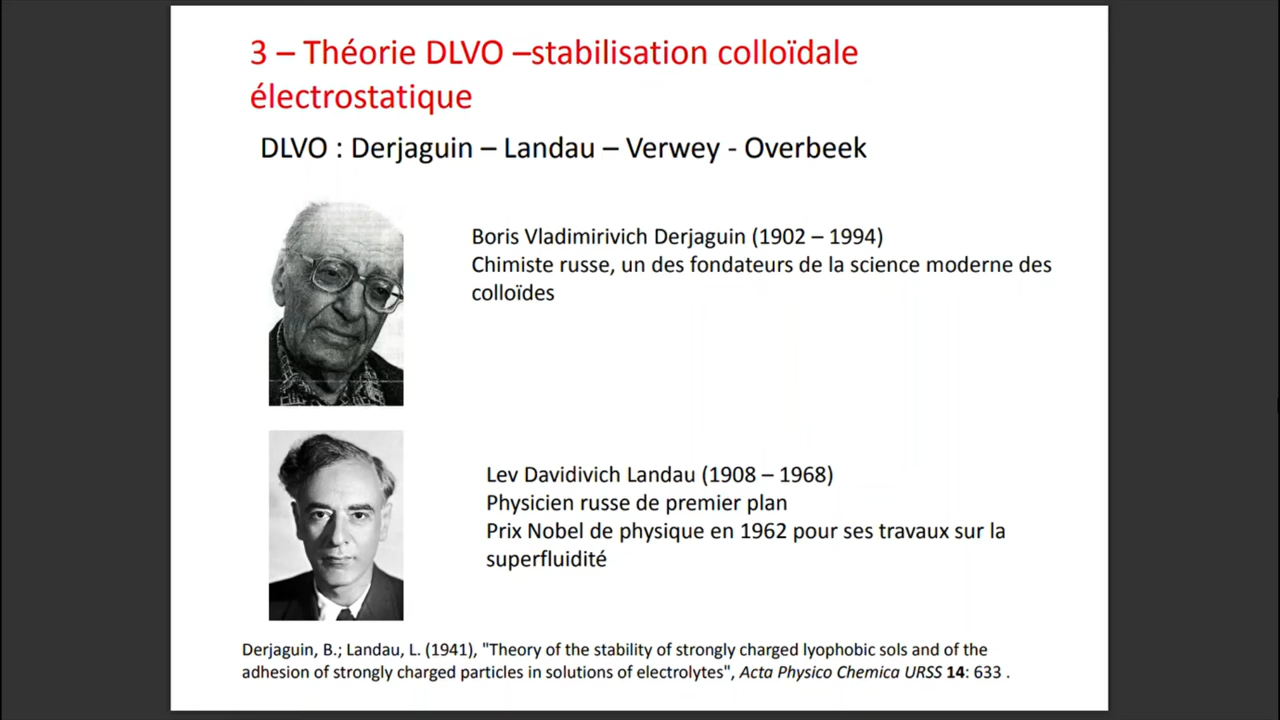 3 – Théorie DLVO –stabilisation colloïdale
électrostatique
DLVO : Derjaguin – Landau – Verwey - Overbeek
Boris Vladimirivich Derjaguin (1902 – 1994)
Chimiste russe, un des fondateurs de la science moderne des
colloïdes
Lev Davidivich Landau (1908 – 1968)
Physicien russe de premier plan
Prix Nobel de physique en 1962 pour ses travaux sur la
superfluidité
Derjaguin, B.; Landau, L. (1941), "Theory of the stability of strongly charged lyophobic sols and of the
adhesion of strongly charged particles in solutions of electrolytes", Acta Physico Chemica URSS 14: 633 .